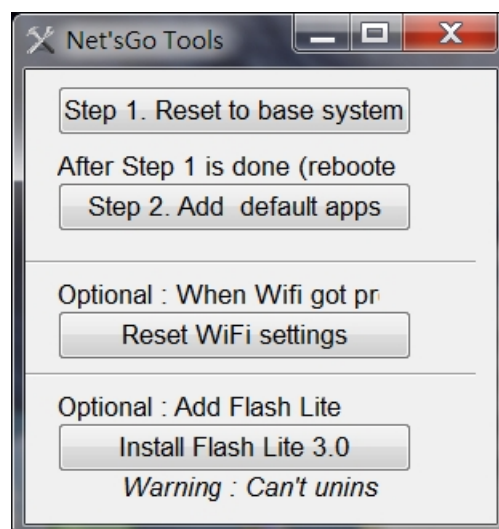 Net'sGo Tools
Step 1. Reset to base system
After Step 1 is done (reboote
Step 2. Add default apps
Optional : When Wifi got pr
Reset WiFi settings
Optional : Add Flash Lite
Install Flash Lite 3.0
Warning : Can't unins